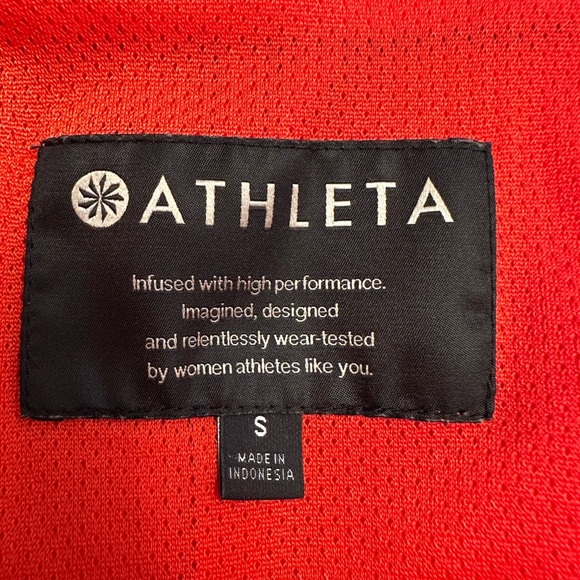 ATHLETA
Infused with high performance.
Imagined, designed
and relentlessly wear-tested
by women athletes like you.
S
MADE IN
INDONESIA